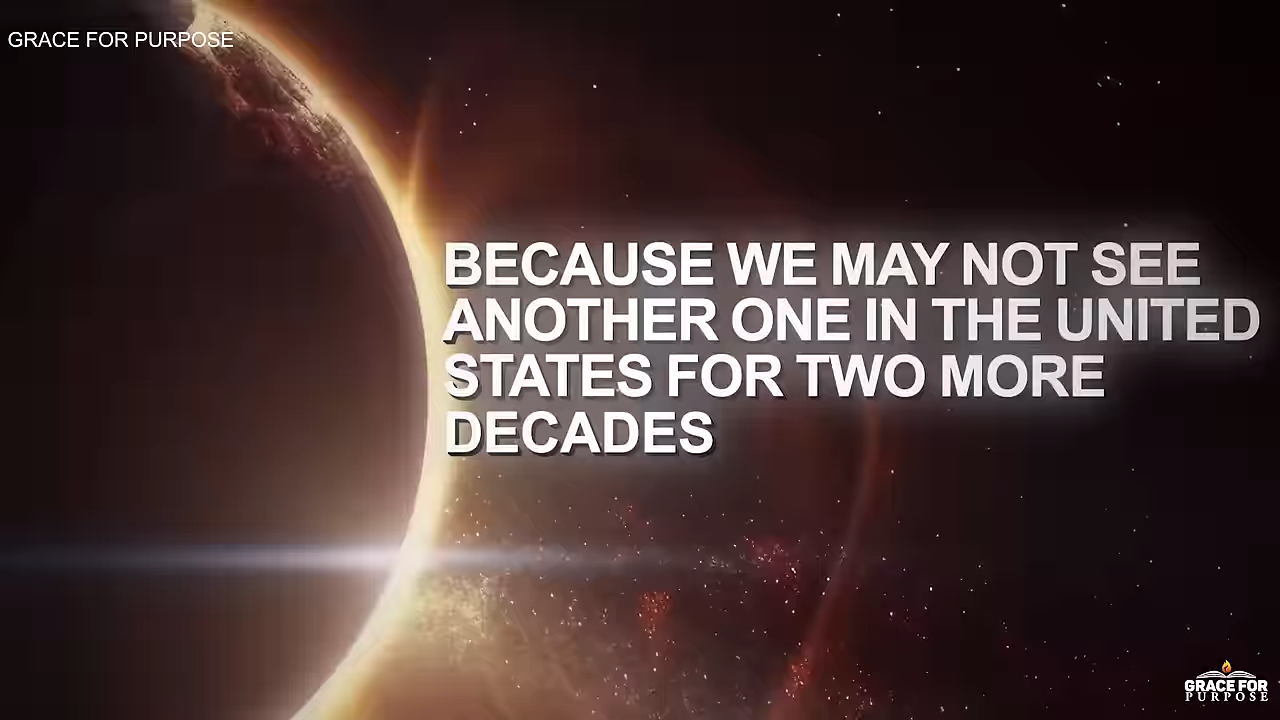 GRACE FOR PURPOSE
BECAUSE WE MAY NOT SEE
ANOTHER ONE IN THE UNITED
STATES FOR TWO MORE
DECADES
GRACE FOR
PURPOSE